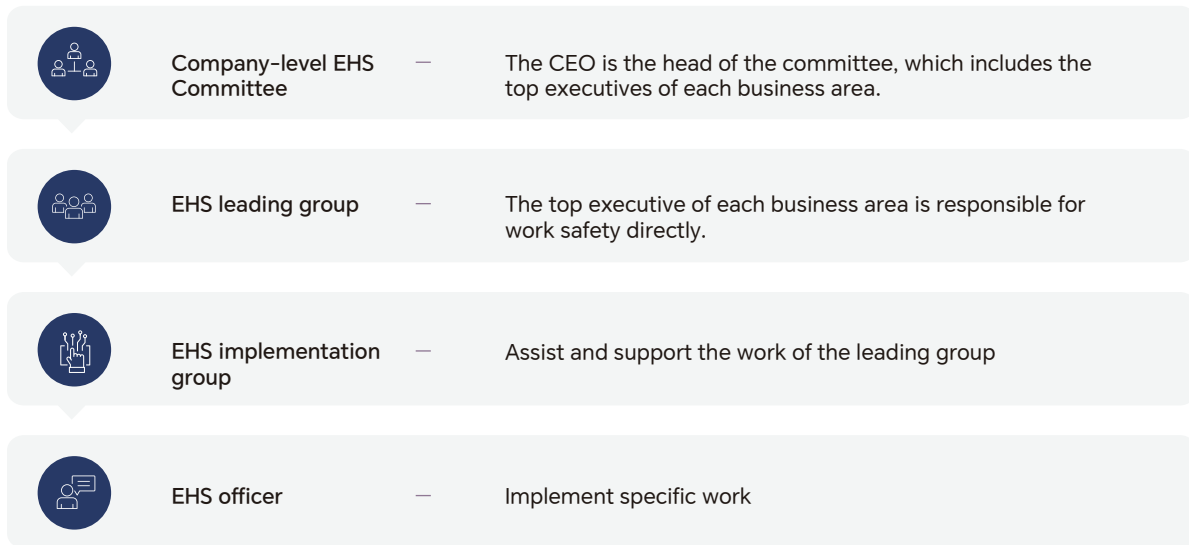 Company-level EHS — The CEO is the head of the committee, which includes the
Committee top executives of each business area.
EHS leading group — The top executive of each business area is responsible for
work safety directly.
EHS implementation — Assist and support the work of the leading group
group
EHS officer — Implement specific work